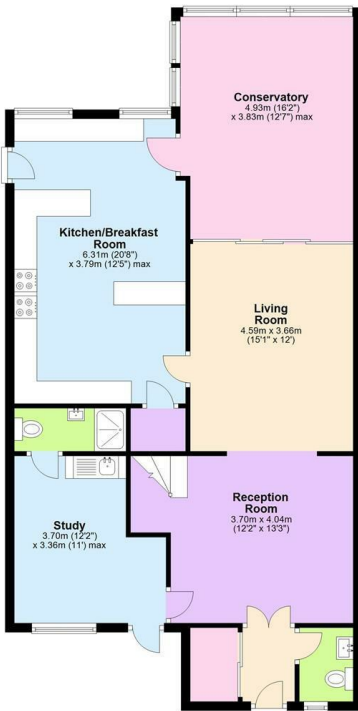 Conservatory
4.93m (16'2")
x 3.83m (12'7") max
Kitchen/Breakfast
Room
6.31m (20'8")
x 3.79m (12'5") max
Living
Room
4.59m x 3.66m
(15'1" x 12')
Reception
Room
3.70m x 4.04m
(12'2" x 13'3")
Study
3.70m (12'2")
x 3.36m (11') max